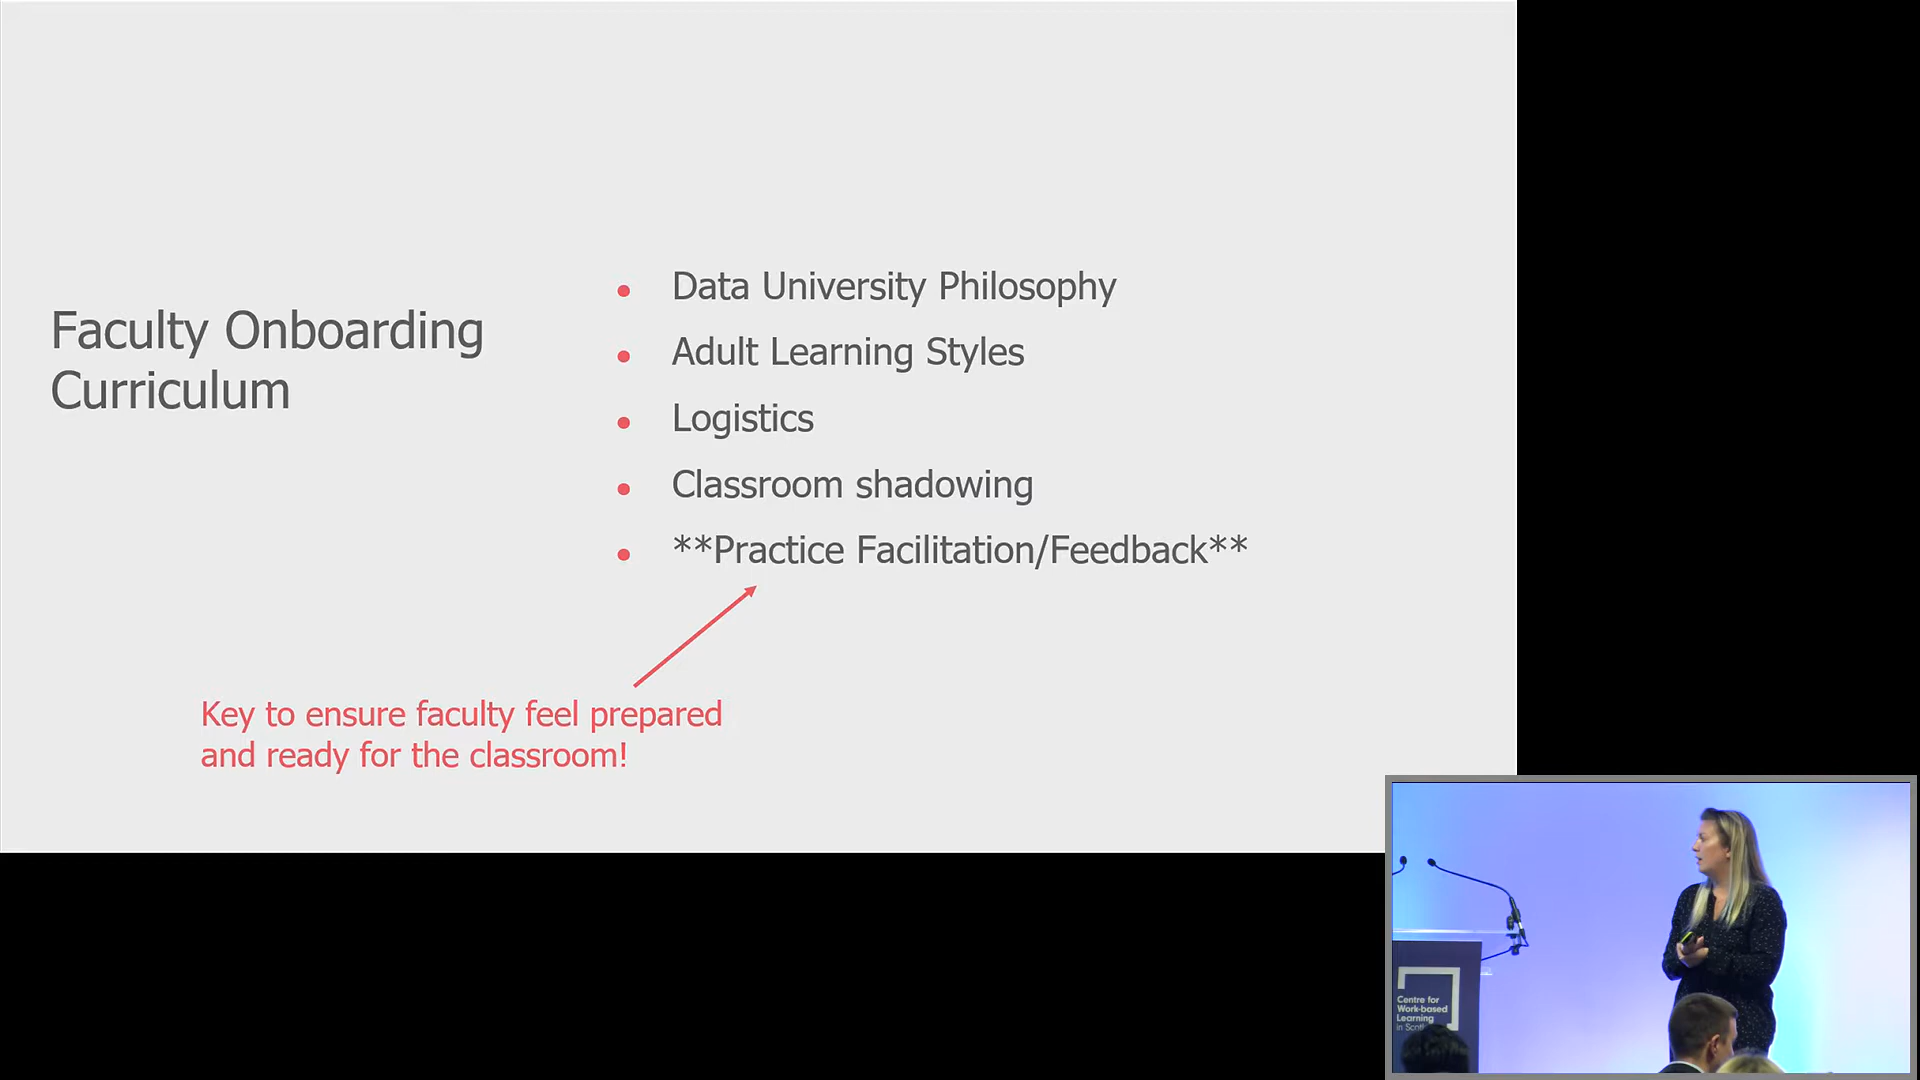 Faculty Onboarding
Curriculum
Data University Philosophy
Adult Learning Styles
Logistics
Classroom shadowing
**Practice Facilitation/Feedback**
Key to ensure faculty feel prepared
and ready for the classroom!
Centre for
Work-based
Learning
in